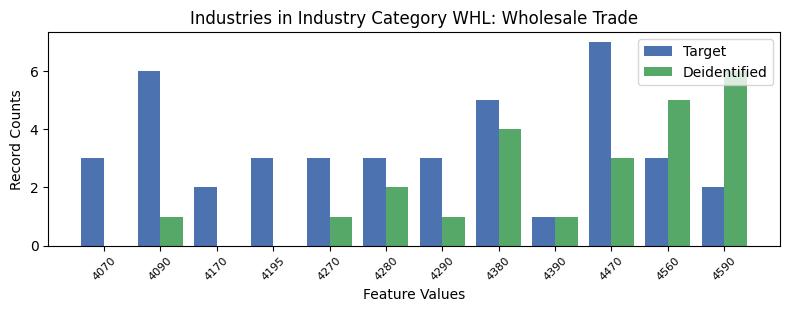 Industries in Industry Category WHL: Wholesale Trade
Target
Deidentified
Record Counts
6
4
2
0
4070 4090 4170 4195 4270 4280 4290 4380 4390 4470 4560 4590
Feature Values